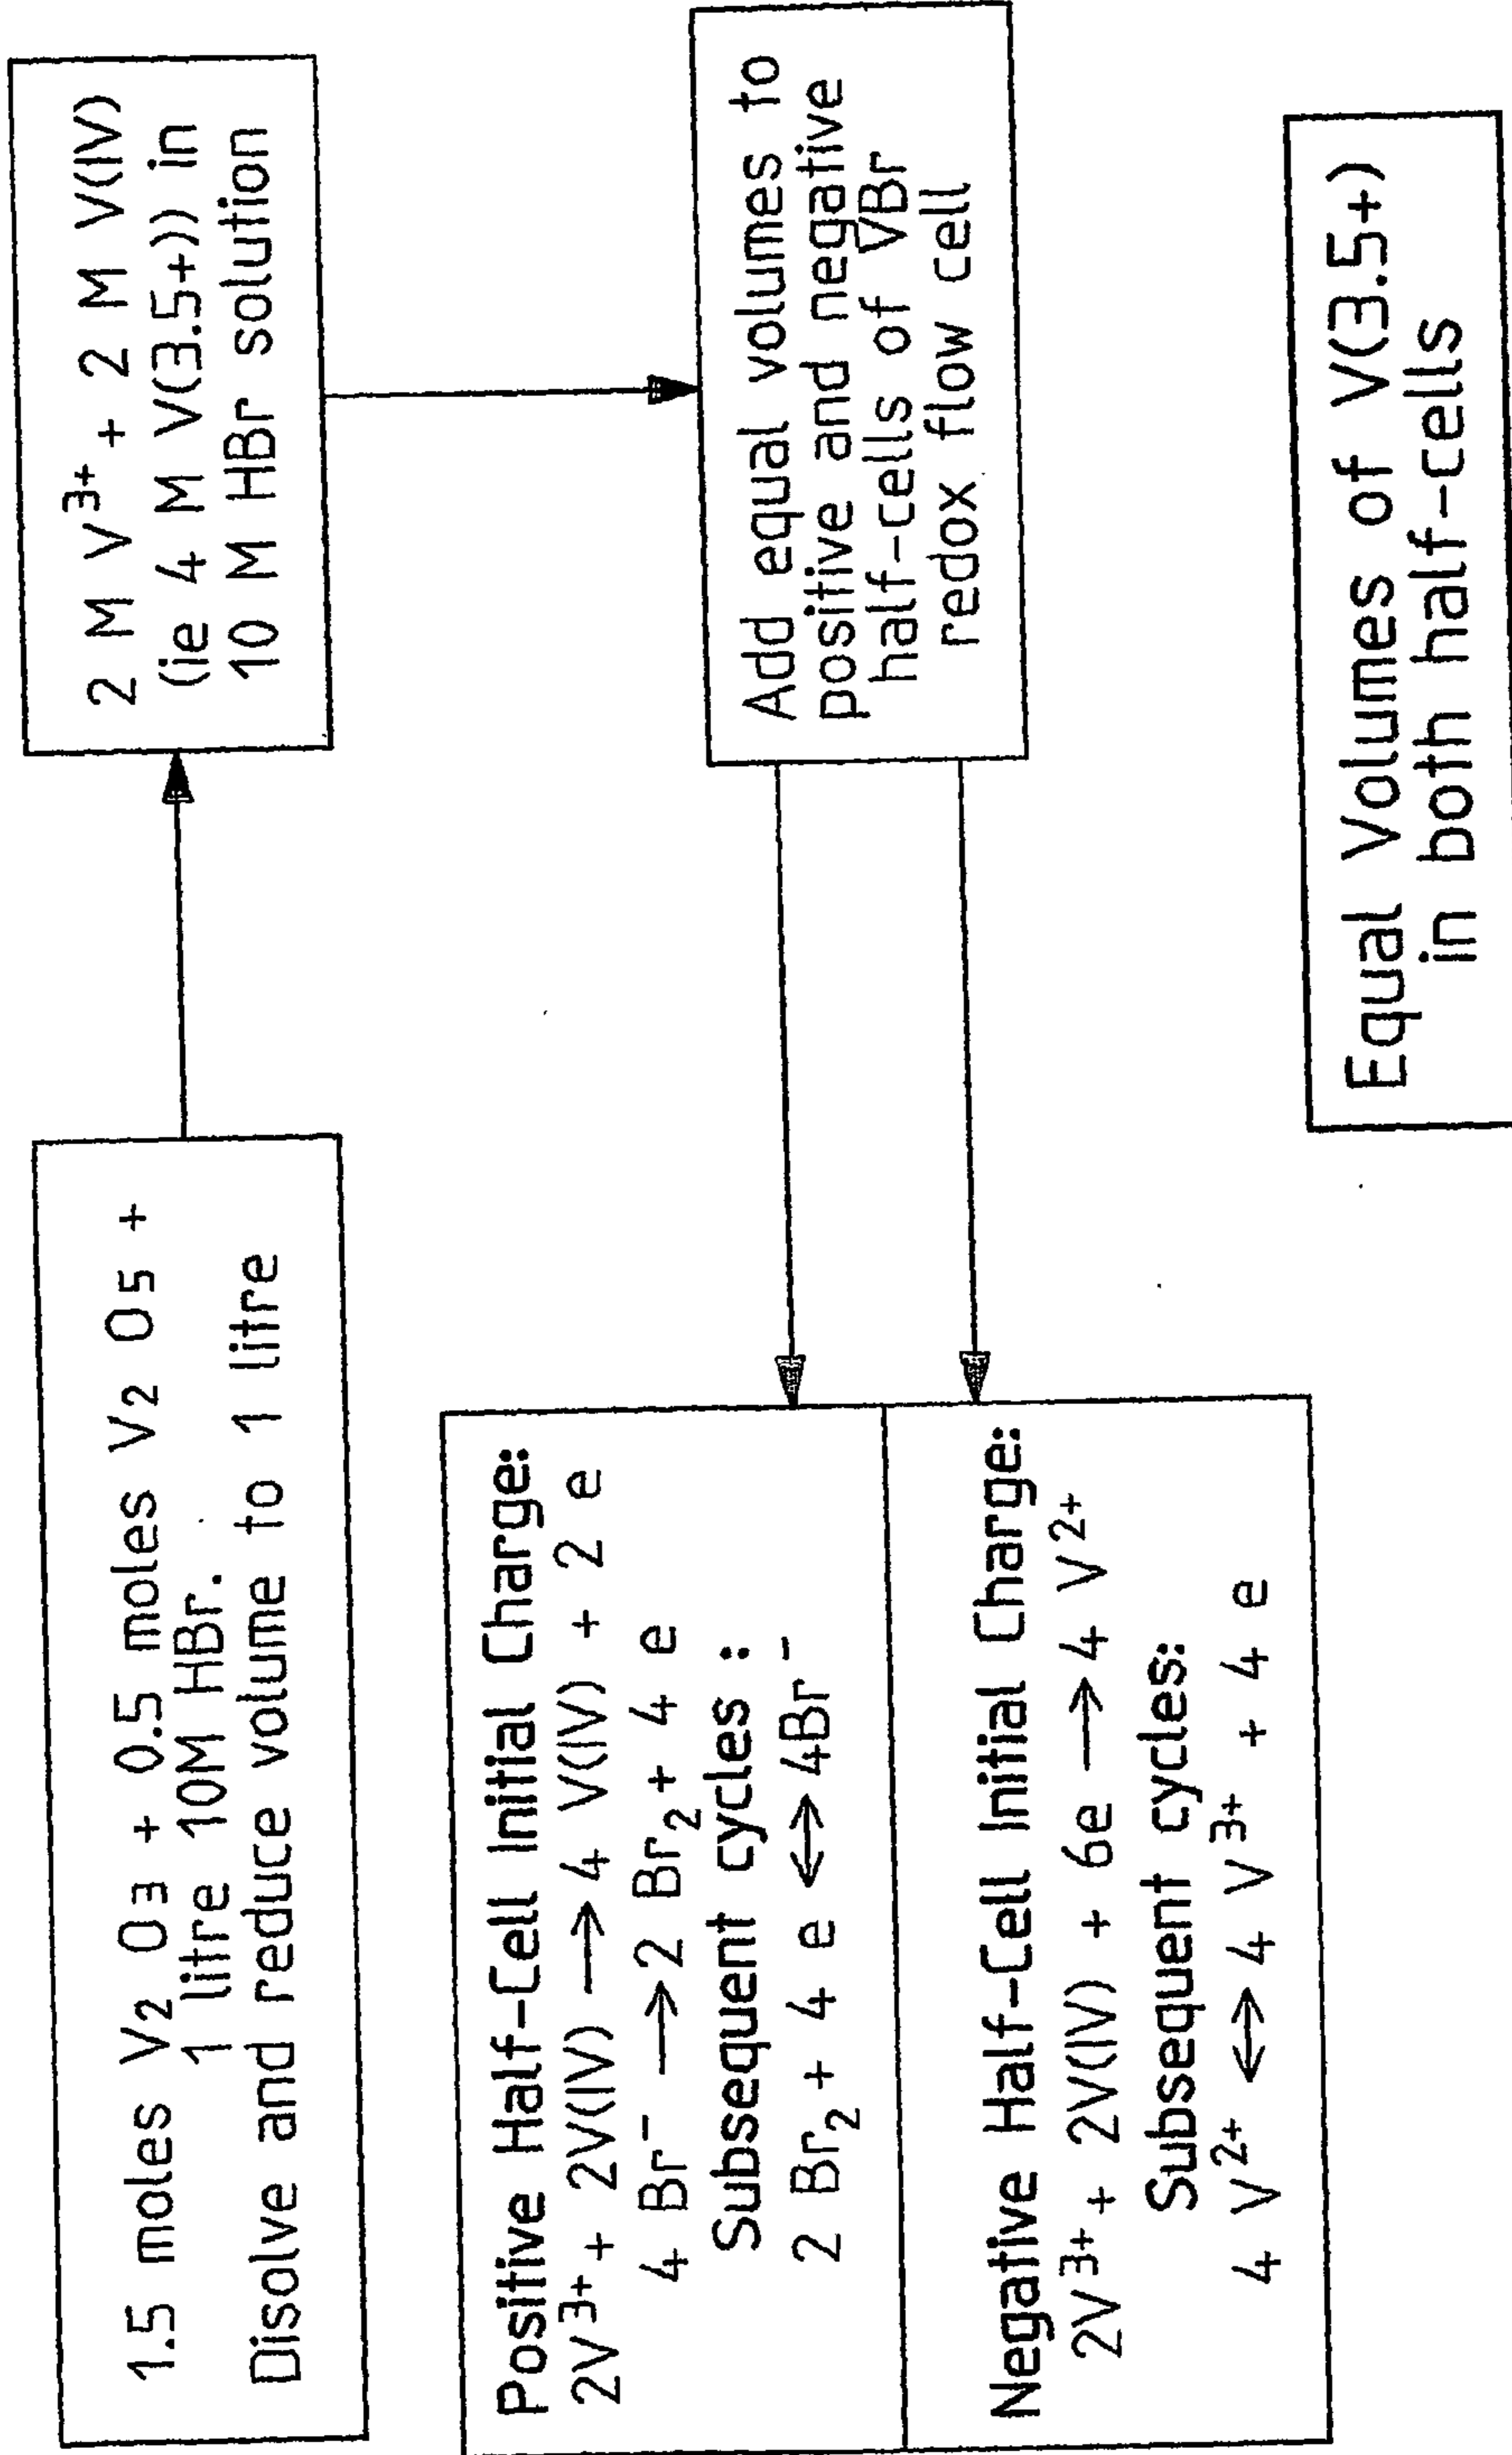 1.5 moles V₂ O₃ + 0.5 moles V₂ O₅ +
1 litre 10M HBr.
Disolve and reduce volume to 1 litre
2 M V³⁺ + 2 M V(IV)
(ie 4 M V(3.5+)) in
10 M HBr solution
Add equal volumes to
positive and negative
half-cells of VBr
redox flow cell
Positive Half-Cell Initial Charge:
2V³⁺ + 2V(IV) → 4 V(IV) + 2 e
4 Br⁻ → 2 Br₂ + 4 e
Subsequent cycles :
2 Br₂ + 4 e ⇔ 4Br⁻
Negative Half-Cell Initial Charge:
2V³⁺ + 2V(IV) + 6e → 4 V²⁺
Subsequent cycles:
4 V²⁺ ⇔ 4 V³⁺ + 4 e
Equal Volumes of V(3.5+)
in both half-cells